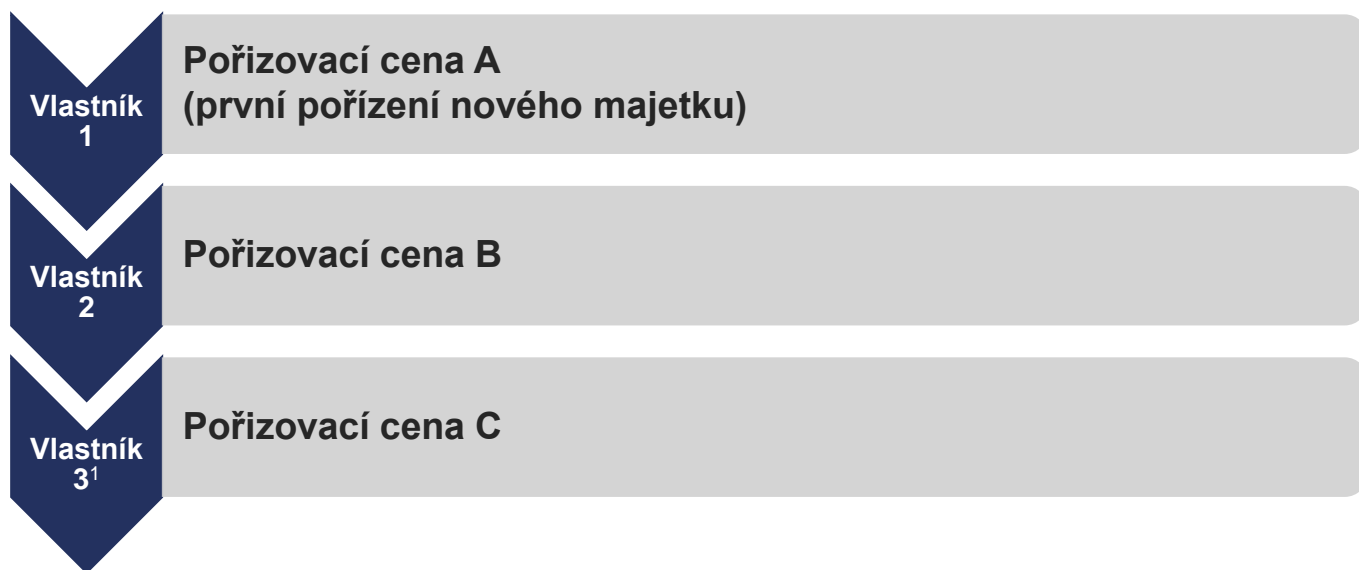 Vlastník
1
Pořizovací cena A
(první pořízení nového majetku)
Vlastník
2
Pořizovací cena B
Vlastník
3¹
Pořizovací cena C